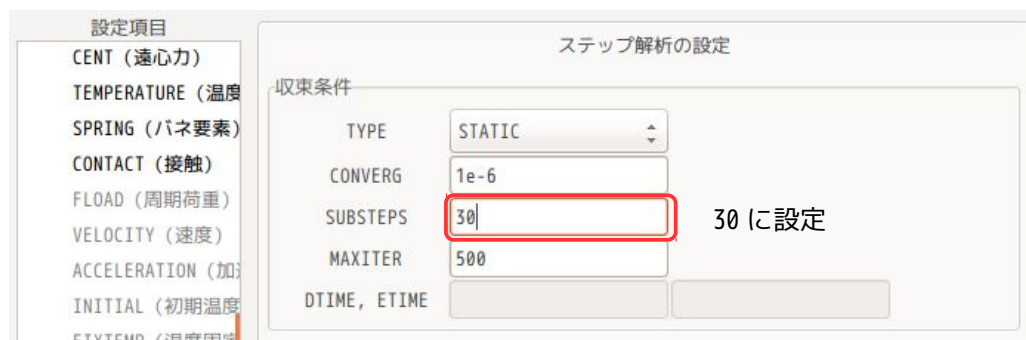 設定項目
CENT (遠心力)
TEMPERATURE (温度
SPRING (バネ要素)
CONTACT (接触)
FLOAD (周期荷重)
VELOCITY (速度)
ACCELERATION (加
INITIAL (初期温度
ステップ解析の設定
収束条件
TYPE STATIC
CONVERG 1e-6
SUBSTEPS 30 30 に設定
MAXITER 500
DTIME, ETIME